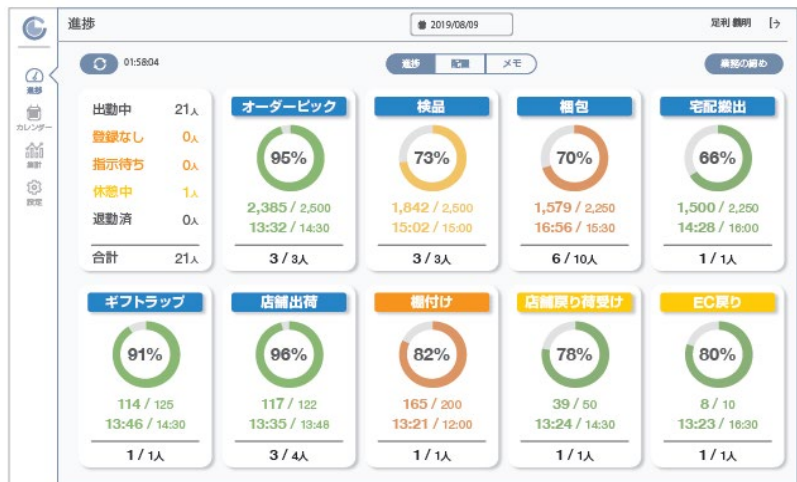 進捗
2019/08/09
足利 義明
進捗
カレンダー
集計
設定
01:58:04
進捗
配置
メモ
業務の締め
出勤中 21人
登録なし 0人
指示待ち 0人
休憩中 1人
退勤済 0人
合計 21人
オーダーピック
95%
2,385 / 2,500
13:32 / 14:30
3 / 3人
検品
73%
1,842 / 2,500
15:02 / 15:00
3 / 3人
梱包
70%
1,579 / 2,250
16:56 / 15:30
6 / 10人
宅配搬出
66%
1,500 / 2,250
14:28 / 16:00
1 / 1人
ギフトラップ
91%
114 / 125
13:46 / 14:30
1 / 1人
店舗出荷
96%
117 / 122
13:35 / 13:48
3 / 4人
棚付け
82%
165 / 200
13:21 / 12:00
1 / 1人
店舗戻り荷受け
78%
39 / 50
13:24 / 14:30
1 / 1人
EC戻り
80%
8 / 10
13:23 / 16:30
1 / 1人